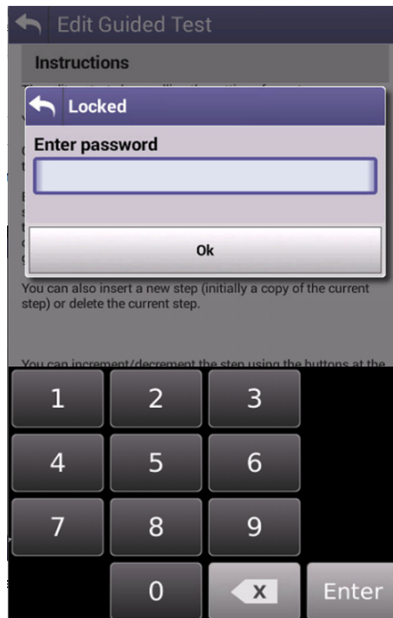 Edit Guided Test
Instructions
Locked
Enter password
Ok
You can also insert a new step (initially a copy of the current
step) or delete the current step.
You can increment/decrement the step using the buttons at the
1 2 3
4 5 6
7 8 9
0 X Enter